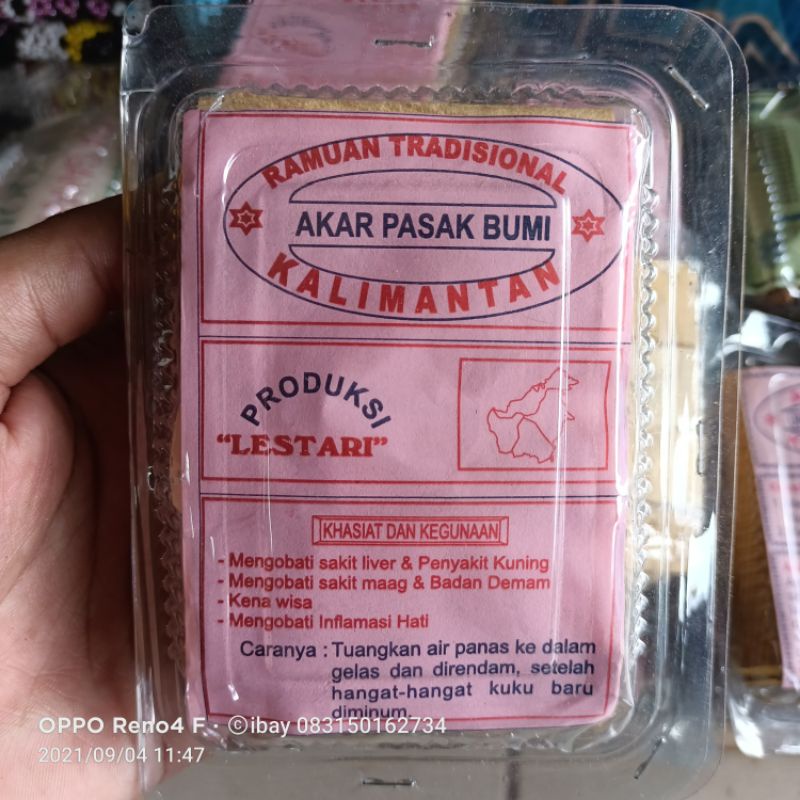 RAMUAN TRADISIONAL
AKAR PASAK BUMI
KALIMANTAN
PRODUKSI
“LESTARI”
KHASIAT DAN KEGUNAAN
- Mengobati sakit liver & Penyakit Kuning
- Mengobati sakit maag & Badan Demam
- Kena wisa
- Mengobati Inflamasi Hati
Caranya : Tuangkan air panas ke dalam
gelas dan direndam, setelah
hangat-hangat kuku baru
diminum.
OPPO Reno4 F · ©ibay 083150162734
2021/09/04 11:47